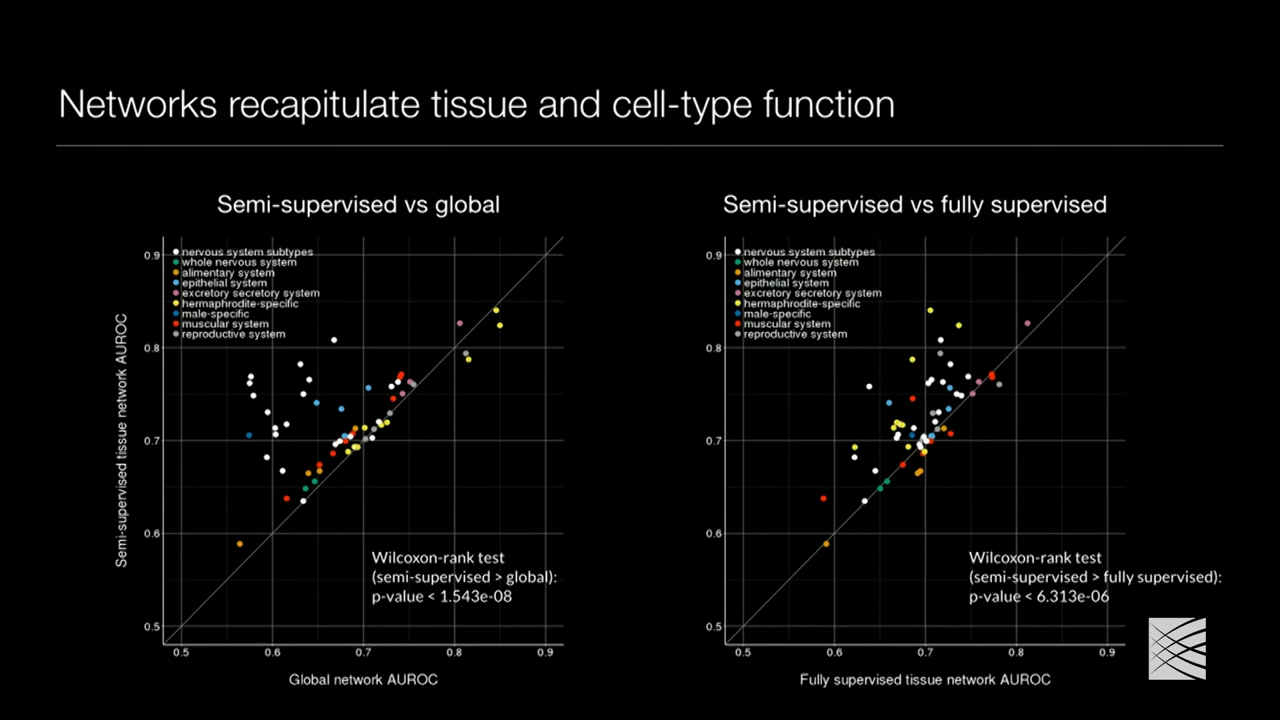 Networks recapitulate tissue and cell-type function
Semi-supervised vs global
Semi-supervised tissue network AUROC
0.9
0.8
0.7
0.6
0.5
nervous system subtypes
whole nervous system
alimentary system
epithelial system
excretory secretory system
hermaphrodite-specific
male-specific
muscular system
reproductive system
Wilcoxon-rank test
(semi-supervised > global):
p-value < 1.543e-08
0.5 0.6 0.7 0.8 0.9
Global network AUROC
Semi-supervised vs fully supervised
0.9
0.8
0.7
0.6
0.5
nervous system subtypes
whole nervous system
alimentary system
epithelial system
excretory secretory system
hermaphrodite-specific
male-specific
muscular system
reproductive system
Wilcoxon-rank test
(semi-supervised > fully supervised):
p-value < 6.313e-06
0.5 0.6 0.7 0.8 0.9
Fully supervised tissue network AUROC